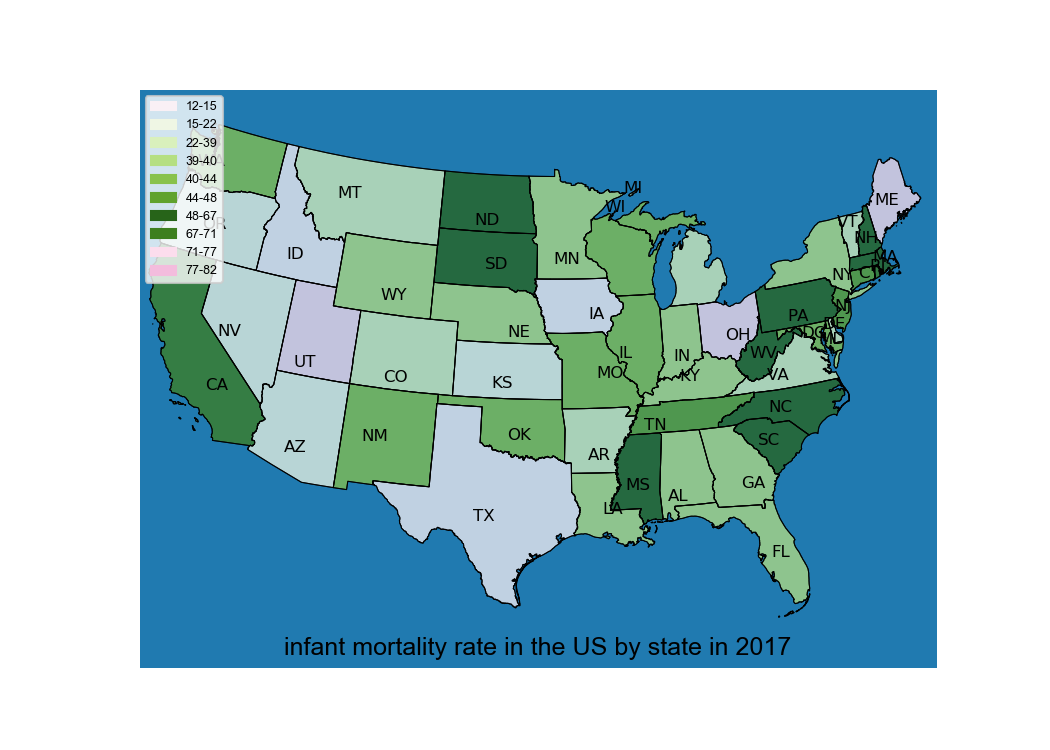 12-15
15-22
22-39
39-40
40-44
44-48
48-67
67-71
71-77
77-82
MI
WI
ME
MT
ND
VT
NH
ID
SD
MN
MA
RI
CT
NY
WY
NJ
IA
PA
DE
NV
NE
OH
DC
MD
UT
IL
IN
WV
CO
KS
MO
KY
VA
CA
NC
TN
NM
OK
SC
AZ
AR
MS
GA
AL
LA
TX
FL
infant mortality rate in the US by state in 2017